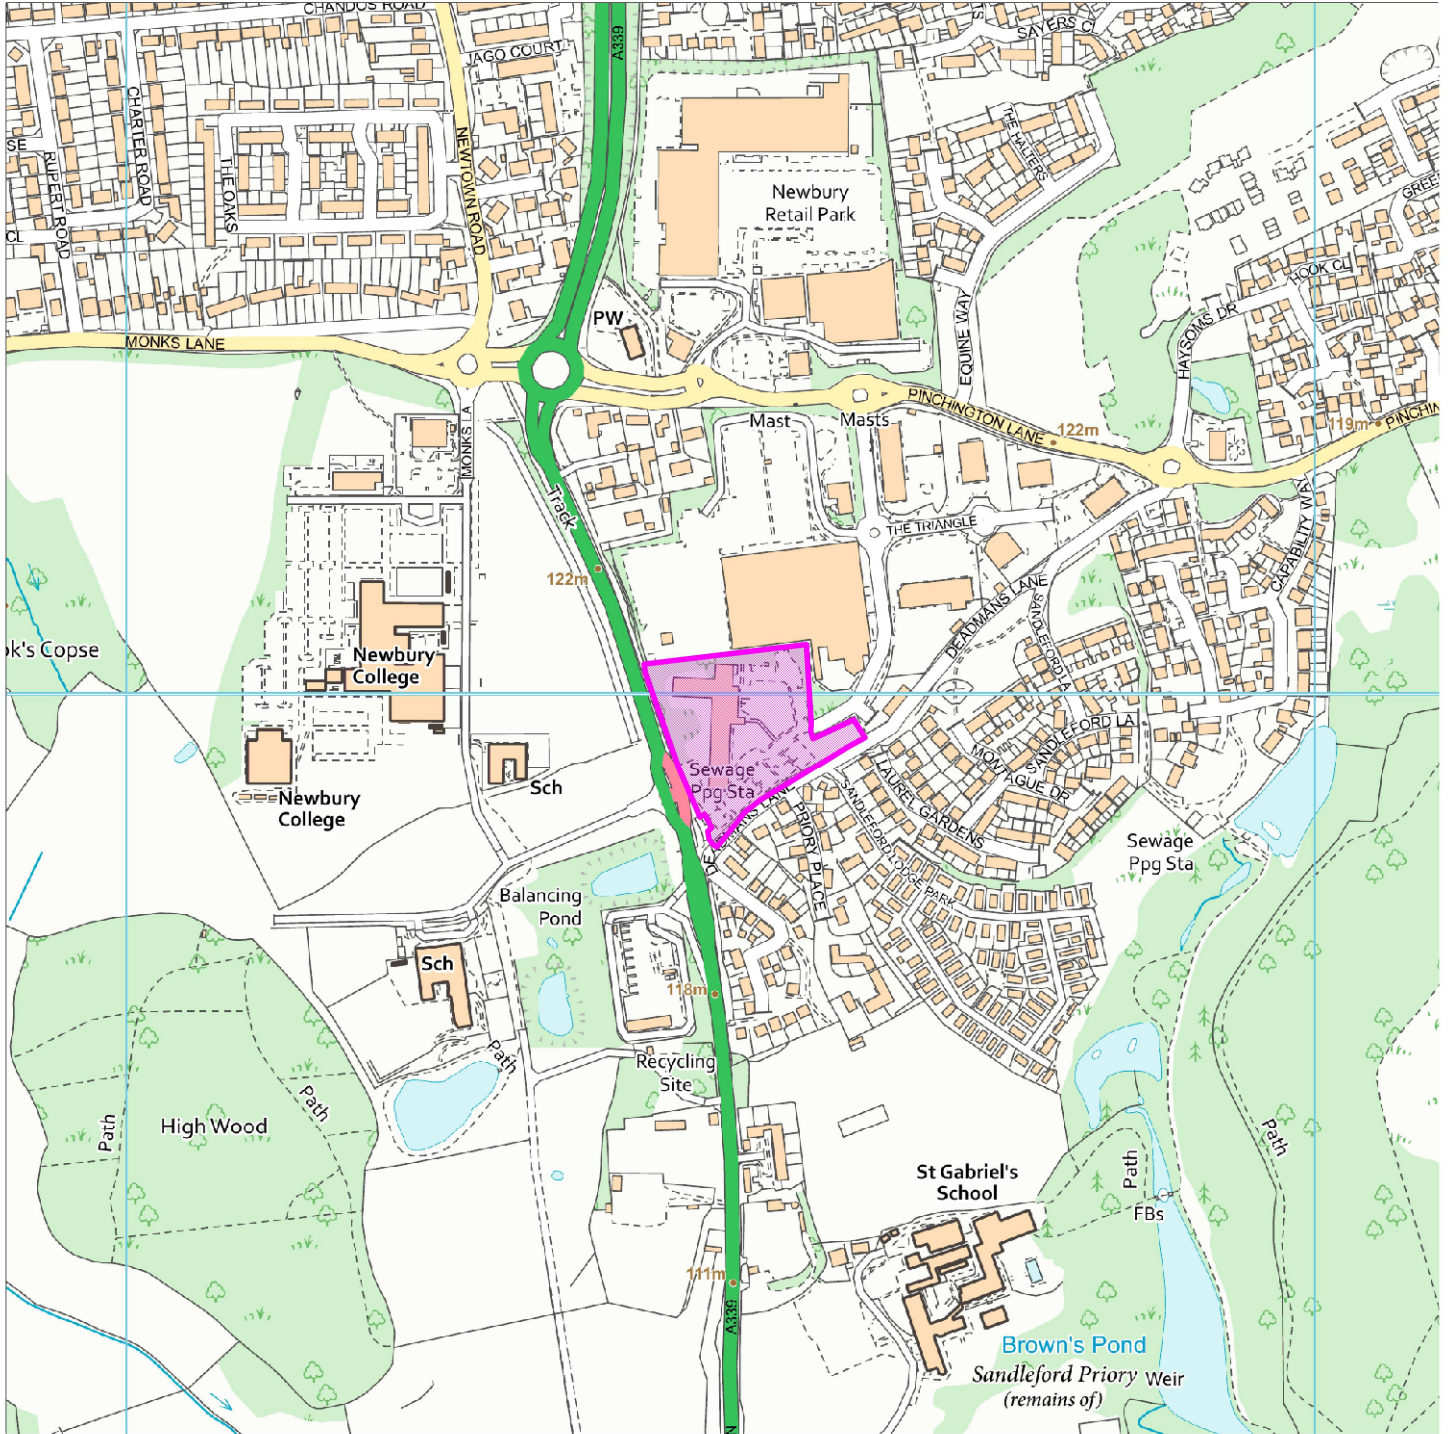 CHANDOS ROAD
A339
SAYERS CL
JAGO COURT
CHARTER ROAD
THE HALTERS
SE
RUPERT ROAD
THE OAKS
NEWTOWN ROAD
Newbury
Retail Park
CL
HOOK CL
HAYSOMS DR
EQUINE WAY
PW
MONKS LANE
PINCHINGTON LANE
122m
119m
Mast
Masts
MONKS LA
CAPABILITY WAY
Track
THE TRIANGLE
122m
DEADMANS LANE
SANDLEFORD LA
ok's Copse
Newbury
College
SANDLEFORD LA
MONTAGUE DR
Sewage
Ppg Sta
Sch
LAUREL GARDENS
Newbury
College
PRIORY PLACE
SANDLEFORD LODGE PARK
Sewage
Ppg Sta
Balancing
Pond
Sch
118m
Path
Recycling
Site
Path
High Wood
Path
Path
Path
St Gabriel's
School
FBs
111m
A339
Brown's Pond
Sandleford Priory
(remains of)
Weir
N